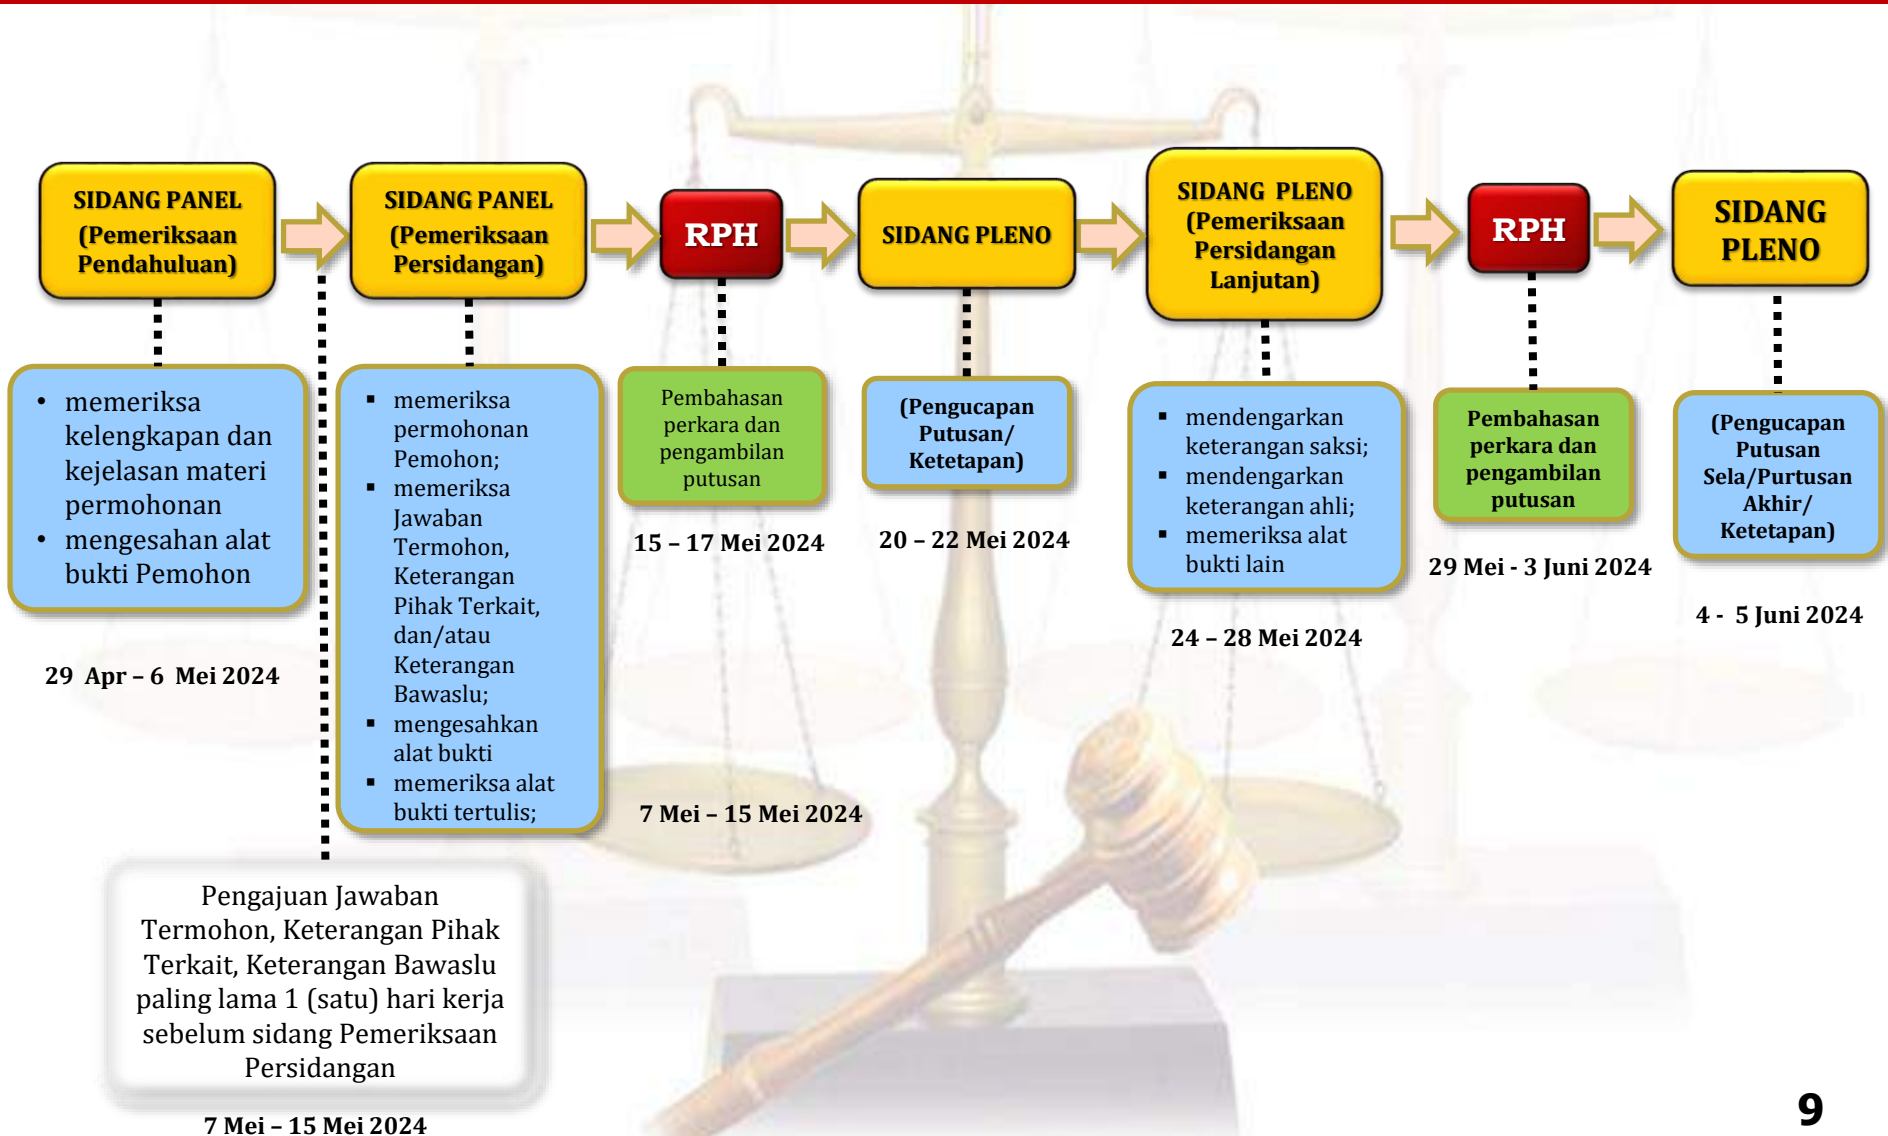 SIDANG PANEL
(Pemeriksaan
Pendahuluan)
SIDANG PANEL
(Pemeriksaan
Persidangan)
RPH
SIDANG PLENO
SIDANG PLENO
(Pemeriksaan
Persidangan
Lanjutan)
RPH
SIDANG
PLENO
• memeriksa
kelengkapan dan
kejelasan materi
permohonan
• mengesahan alat
bukti Pemohon
29 Apr – 6 Mei 2024
▪ memeriksa
permohonan
Pemohon;
▪ memeriksa
Jawaban
Termohon,
Keterangan
Pihak Terkait,
dan/atau
Keterangan
Bawaslu;
▪ mengesahkan
alat bukti
▪ memeriksa alat
bukti tertulis;
7 Mei – 15 Mei 2024
Pembahasan
perkara dan
pengambilan
putusan
15 – 17 Mei 2024
(Pengucapan
Putusan/
Ketetapan)
20 – 22 Mei 2024
▪ mendengarkan
keterangan saksi;
▪ mendengarkan
keterangan ahli;
▪ memeriksa alat
bukti lain
24 – 28 Mei 2024
Pembahasan
perkara dan
pengambilan
putusan
29 Mei - 3 Juni 2024
(Pengucapan
Putusan
Sela/Purtusan
Akhir/
Ketetapan)
4 - 5 Juni 2024
Pengajuan Jawaban
Termohon, Keterangan Pihak
Terkait, Keterangan Bawaslu
paling lama 1 (satu) hari kerja
sebelum sidang Pemeriksaan
Persidangan
7 Mei – 15 Mei 2024
9